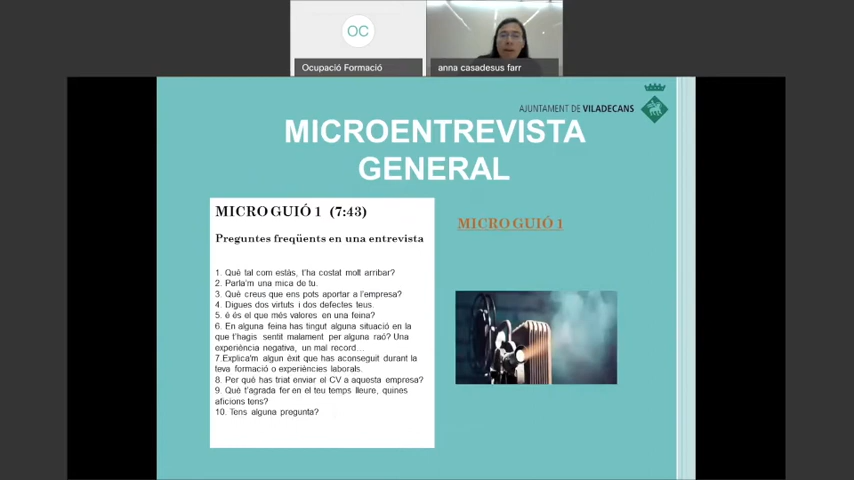 OC
Ocupació Formació
anna casadesus farr
AJUNTAMENT DE VILADECANS
MICROENTREVISTA
GENERAL
MICRO GUIÓ 1 (7:43)
Preguntes freqüents en una entrevista
1. Què tal com estàs, t'ha costat molt arribar?
2. Parla'm una mica de tu.
3. Què creus que ens pots aportar a l'empresa?
4. Digues dos virtuts i dos defectes teus.
5. é és el que més valores en una feina?
6. En alguna feina has tingut alguna situació en la
que t'hagis sentit malament per alguna raó? Una
experiència negativa, un mal record…
7.Explica'm algun èxit que has aconseguit durant la
teva formació o experiències laborals.
8. Per què has triat enviar el CV a aquesta empresa?
9. Què t'agrada fer en el teu temps lleure, quines
aficions tens?
10. Tens alguna pregunta?
MICRO GUIÓ 1